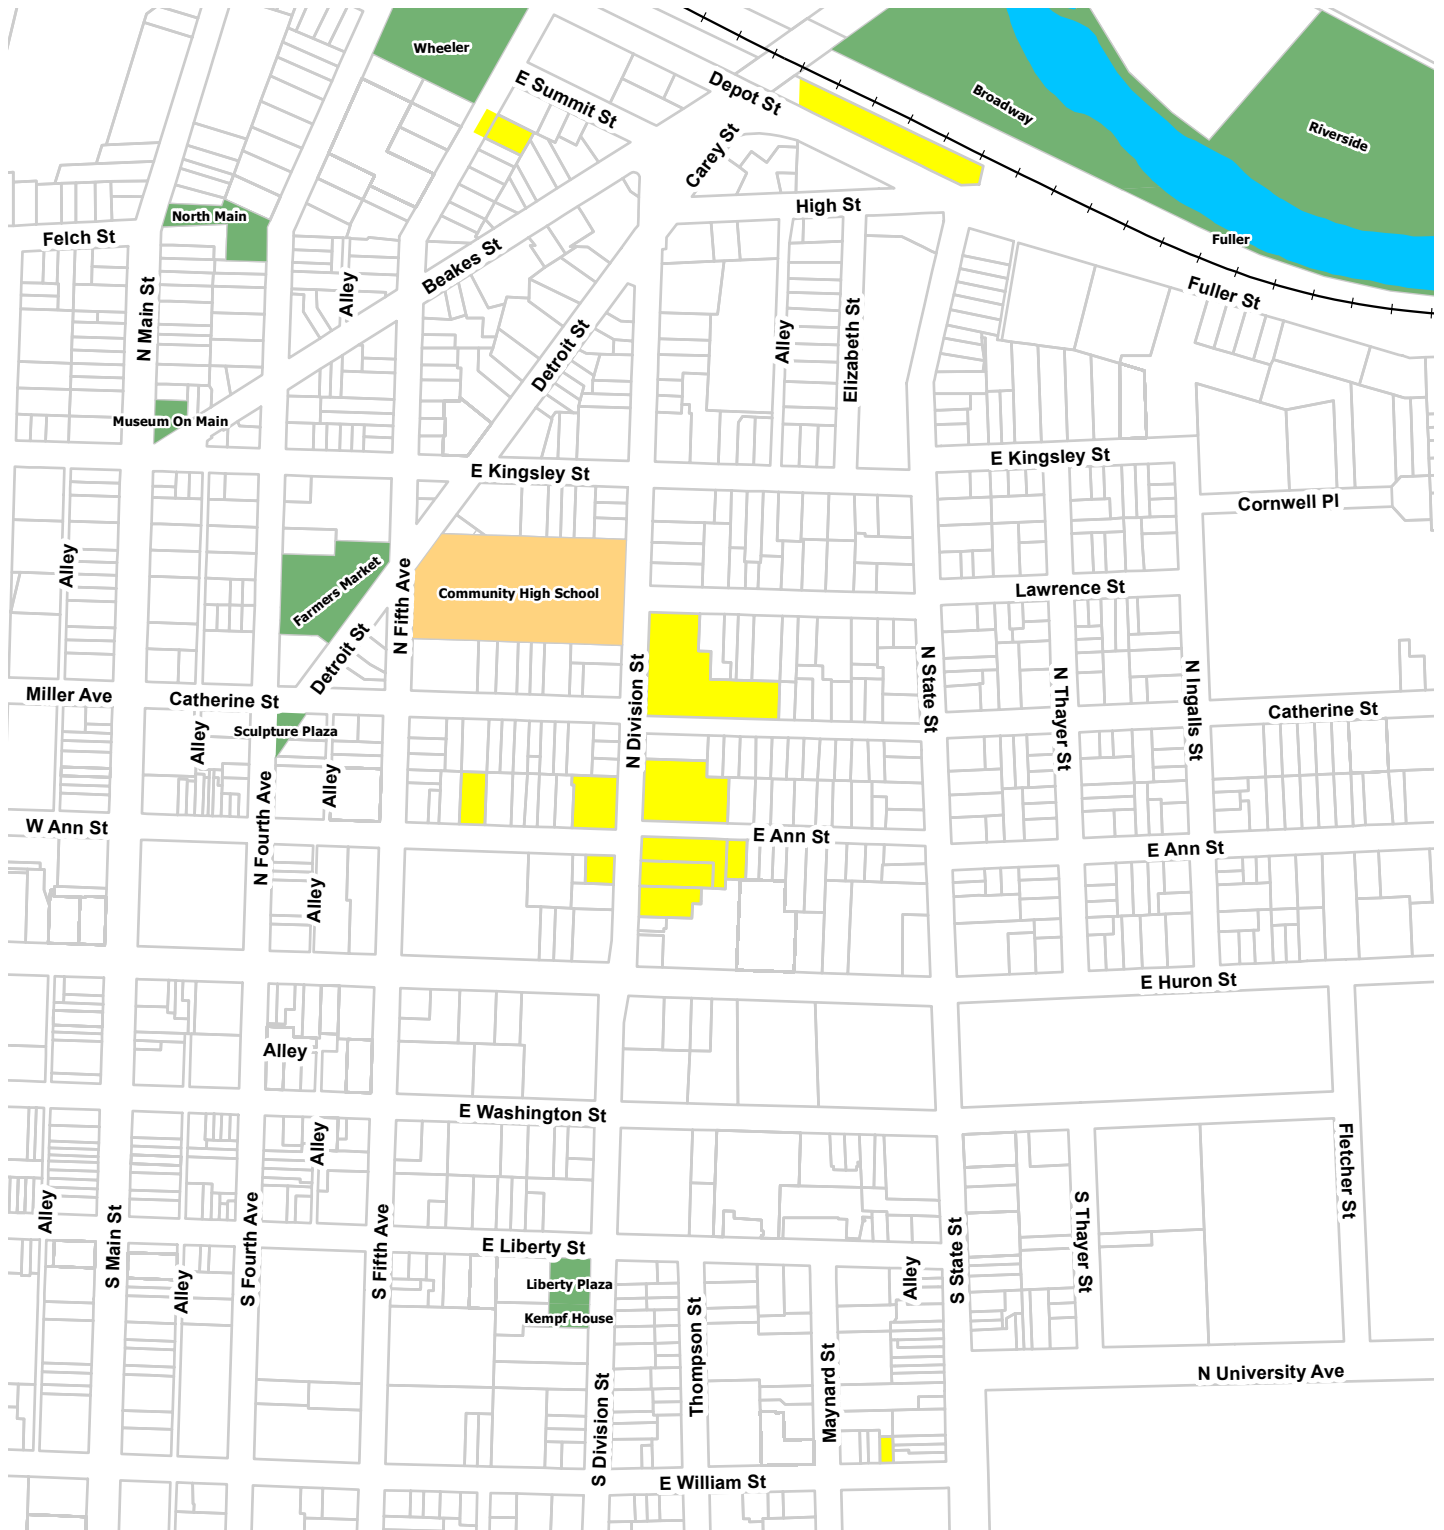 Wheeler
E Summit St
Depot St
Broadway
Riverside
Carey St
North Main
High St
Felch St
Fuller
Beakes St
Alley
N Main St
Fuller St
Detroit St
Alley
Elizabeth St
Museum On Main
E Kingsley St
E Kingsley St
Cornwell Pl
Alley
Farmers Market
N Fifth Ave
Community High School
Lawrence St
Detroit St
N Division St
N State St
N Thayer St
N Ingalls St
Miller Ave
Catherine St
Catherine St
Alley
Sculpture Plaza
Alley
N Fourth Ave
W Ann St
E Ann St
E Ann St
Alley
E Huron St
Alley
E Washington St
Alley
Fletcher St
Alley
S Main St
S Fourth Ave
S Fifth Ave
S State St
S Thayer St
E Liberty St
Alley
Alley
Liberty Plaza
Kempf House
Thompson St
Maynard St
S Division St
N University Ave
E William St